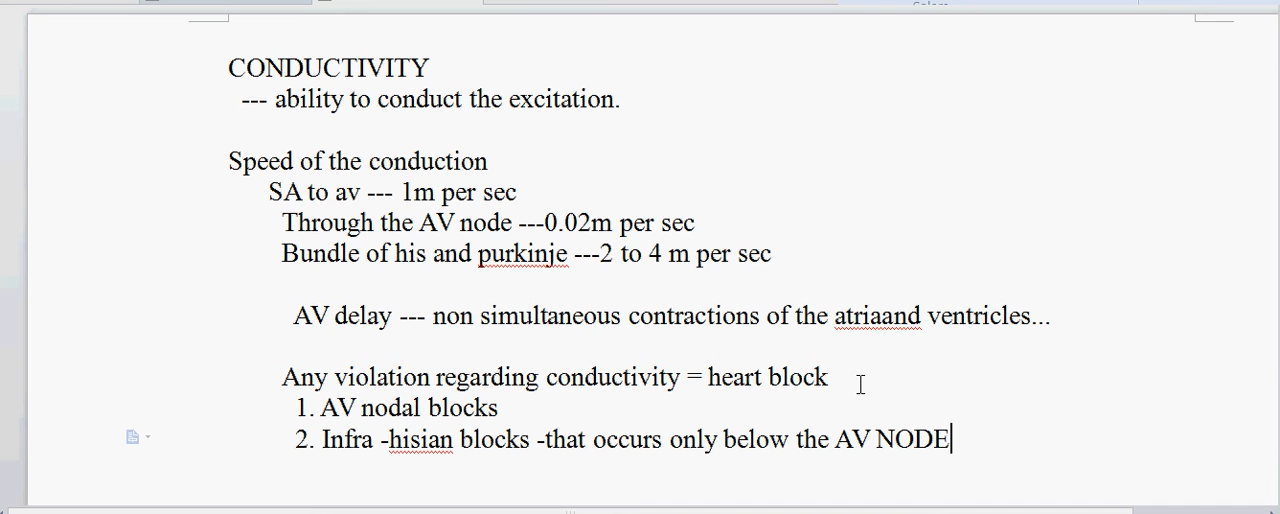 CONDUCTIVITY
--- ability to conduct the excitation.
Speed of the conduction
SA to av --- 1m per sec
Through the AV node ---0.02m per sec
Bundle of his and purkinje ---2 to 4 m per sec
AV delay --- non simultaneous contractions of the atriaand ventricles...
Any violation regarding conductivity = heart block
1. AV nodal blocks
2. Infra -hisian blocks -that occurs only below the AV NODE